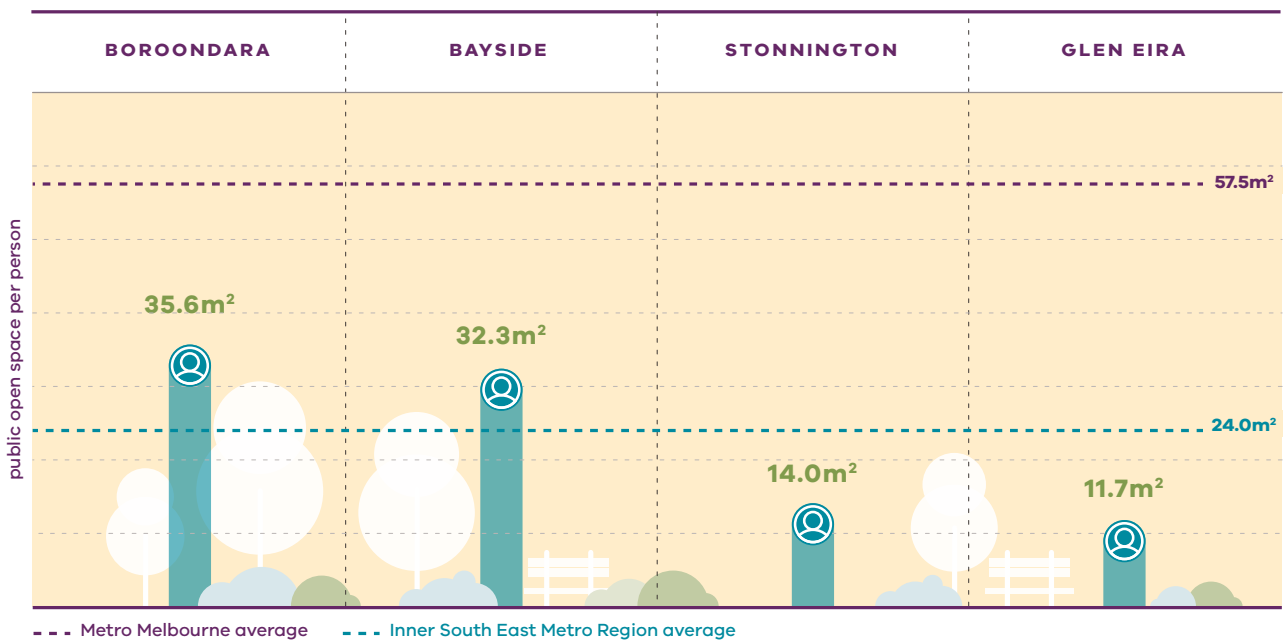 BOROONDARA
BAYSIDE
STONNINGTON
GLEN EIRA
public open space per person
57.5m²
35.6m²
32.3m²
24.0m²
14.0m²
11.7m²
Metro Melbourne average
Inner South East Metro Region average